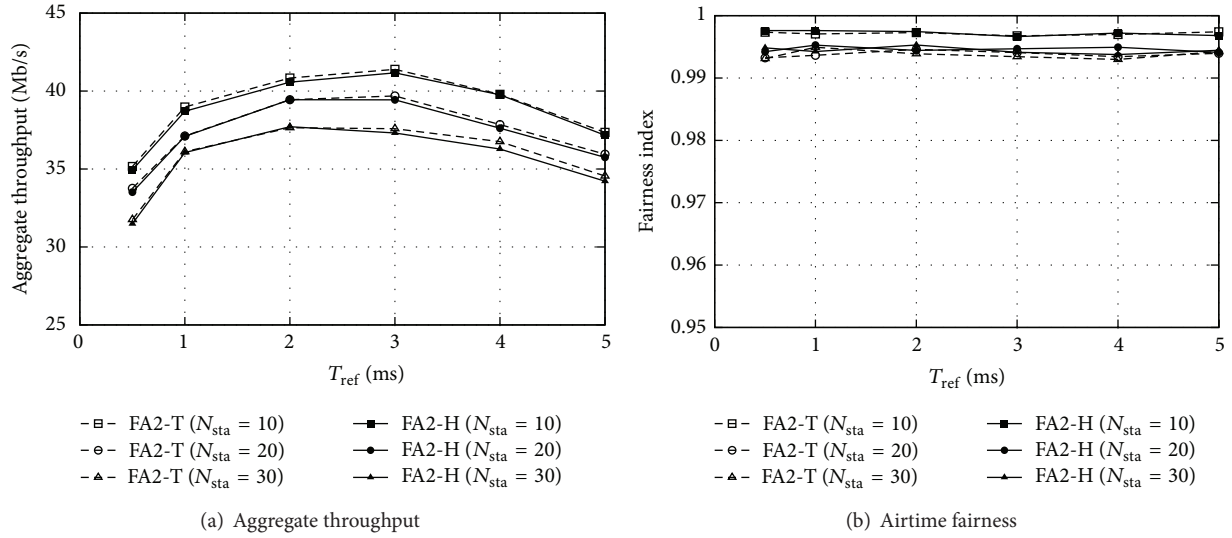 45
40
35
30
25
Aggregate throughput (Mb/s)
0 1 2 3 4 5
T_ref (ms)
FA2-T (N_sta = 10)
FA2-T (N_sta = 20)
FA2-T (N_sta = 30)
FA2-H (N_sta = 10)
FA2-H (N_sta = 20)
FA2-H (N_sta = 30)
(a) Aggregate throughput
1
0.99
0.98
0.97
0.96
0.95
Fairness index
0 1 2 3 4 5
T_ref (ms)
FA2-T (N_sta = 10)
FA2-T (N_sta = 20)
FA2-T (N_sta = 30)
FA2-H (N_sta = 10)
FA2-H (N_sta = 20)
FA2-H (N_sta = 30)
(b) Airtime fairness